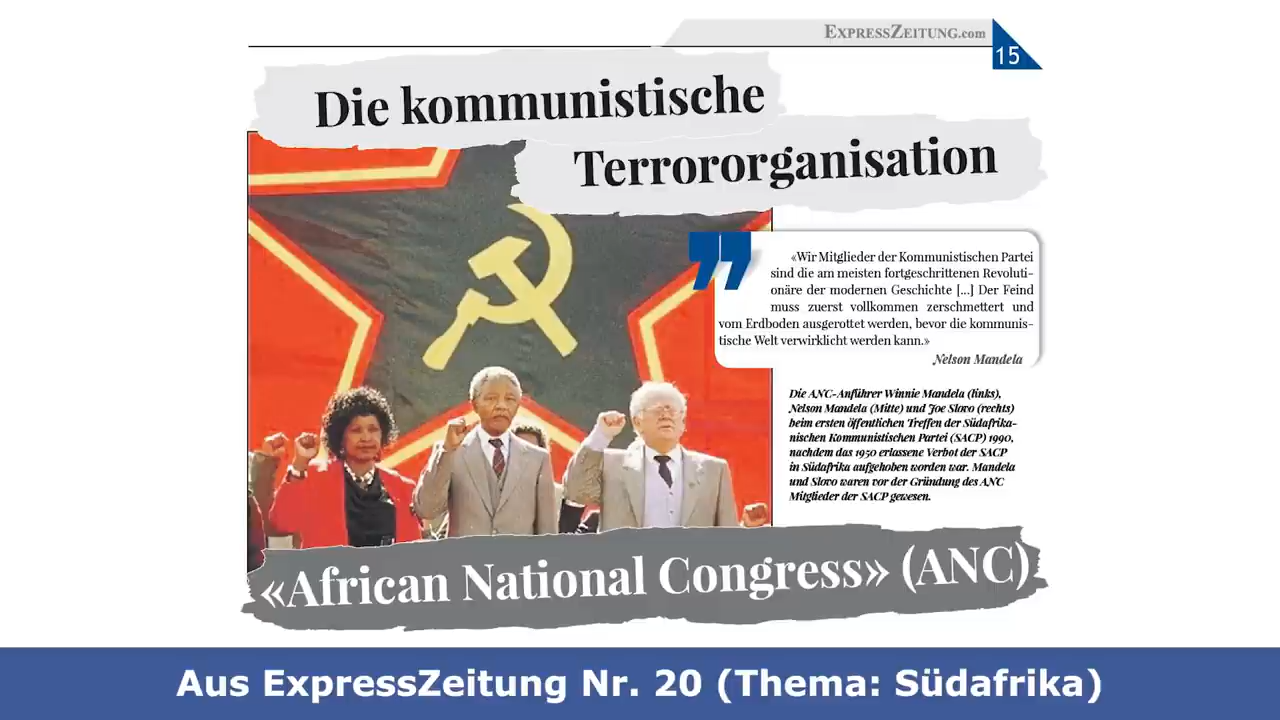 EXPRESSZEITUNG.com
15
Die kommunistische
Terrororganisation
«Wir Mitglieder der Kommunistischen Partei
sind die am meisten fortgeschrittenen Revoluti-
onäre der modernen Geschichte [...] Der Feind
muss zuerst vollkommen zerschmettert und
vom Erdboden ausgerottet werden, bevor die kommunis-
tische Welt verwirklicht werden kann.»
Nelson Mandela
Die ANC-Anführer Winnie Mandela (links),
Nelson Mandela (Mitte) und Joe Slovo (rechts)
beim ersten öffentlichen Treffen der Südafrika-
nischen Kommunistischen Partei (SACP) 1990,
nachdem das 1950 erlassene Verbot der SACP
in Südafrika aufgehoben worden war. Mandela
und Slovo waren vor der Gründung des ANC
Mitglieder der SACP gewesen.
«African National Congress» (ANC)
Aus ExpressZeitung Nr. 20 (Thema: Südafrika)